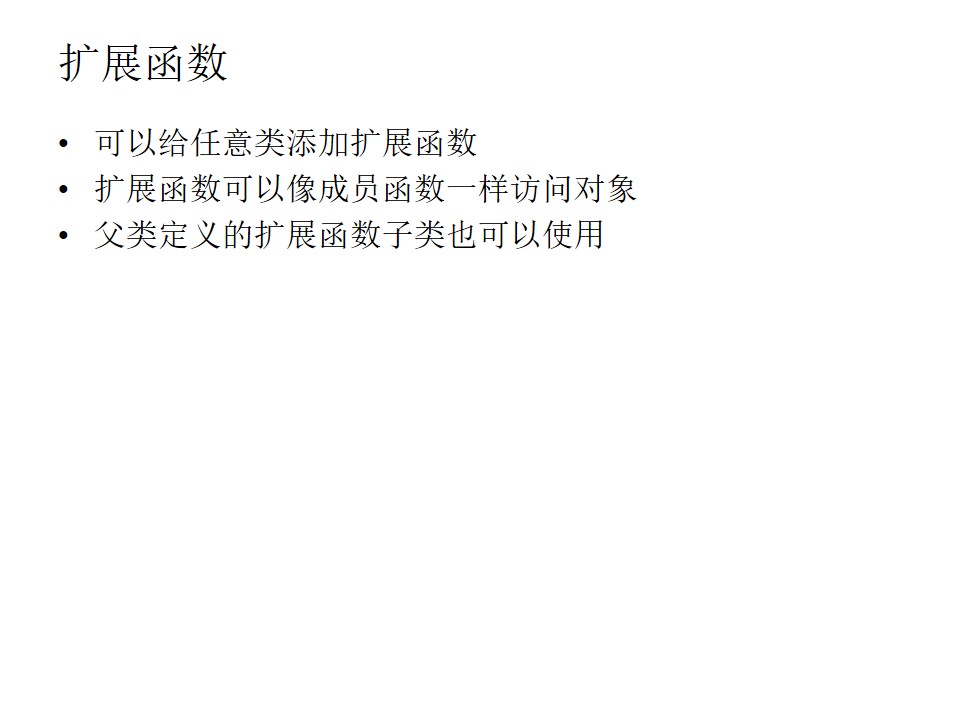 扩展函数
• 可以给任意类添加扩展函数
• 扩展函数可以像成员函数一样访问对象
• 父类定义的扩展函数子类也可以使用